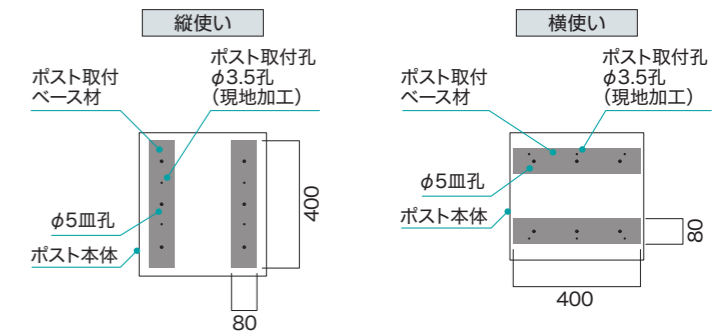 縦使い
ポスト取付
ベース材
ポスト取付孔
φ3.5孔
（現地加工）
φ5皿孔
ポスト本体
400
80
横使い
ポスト取付
ベース材
ポスト取付孔
φ3.5孔
（現地加工）
φ5皿孔
ポスト本体
80
400